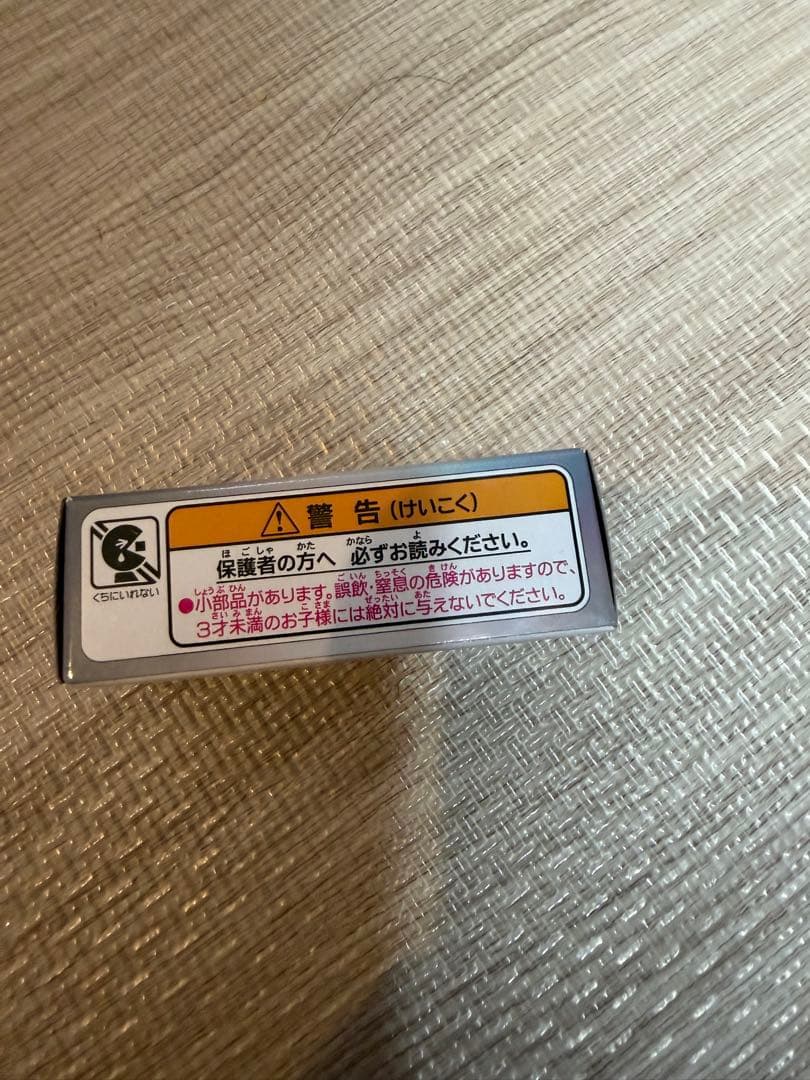 警告(けいこく)
保護者の方へ 必ずお読みください。
●小部品があります。誤飲・窒息の危険がありますので、
3才未満のお子様には絶対に与えないでください。
くちにいれない